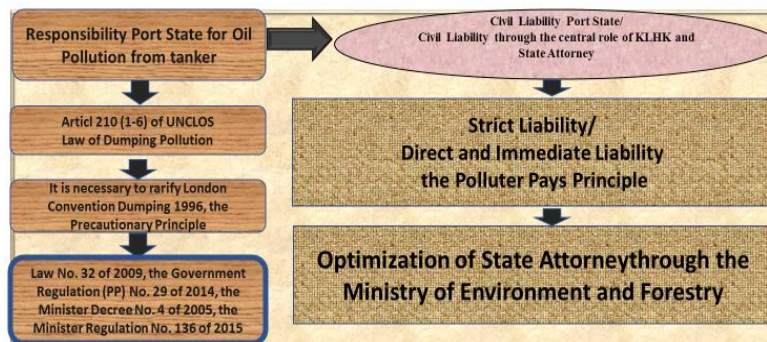 Responsibility Port State for Oil
Pollution from tanker
Civil Liability Port State/
Civil Liability through the central role of KLHK and
State Attorney
Articl 210 (1-6) of UNCLOS
Law of Dumping Pollution
It is necessary to rarify London
Convention Dumping 1996, the
Precautionary Principle
Law No. 32 of 2009, the Government
Regulation (PP) No. 29 of 2014, the
Minister Decree No. 4 of 2005, the
Minister Regulation No. 136 of 2015
Strict Liability/
Direct and Immediate Liability
the Polluter Pays Principle
Optimization of State Attorneythrough the
Ministry of Environment and Forestry